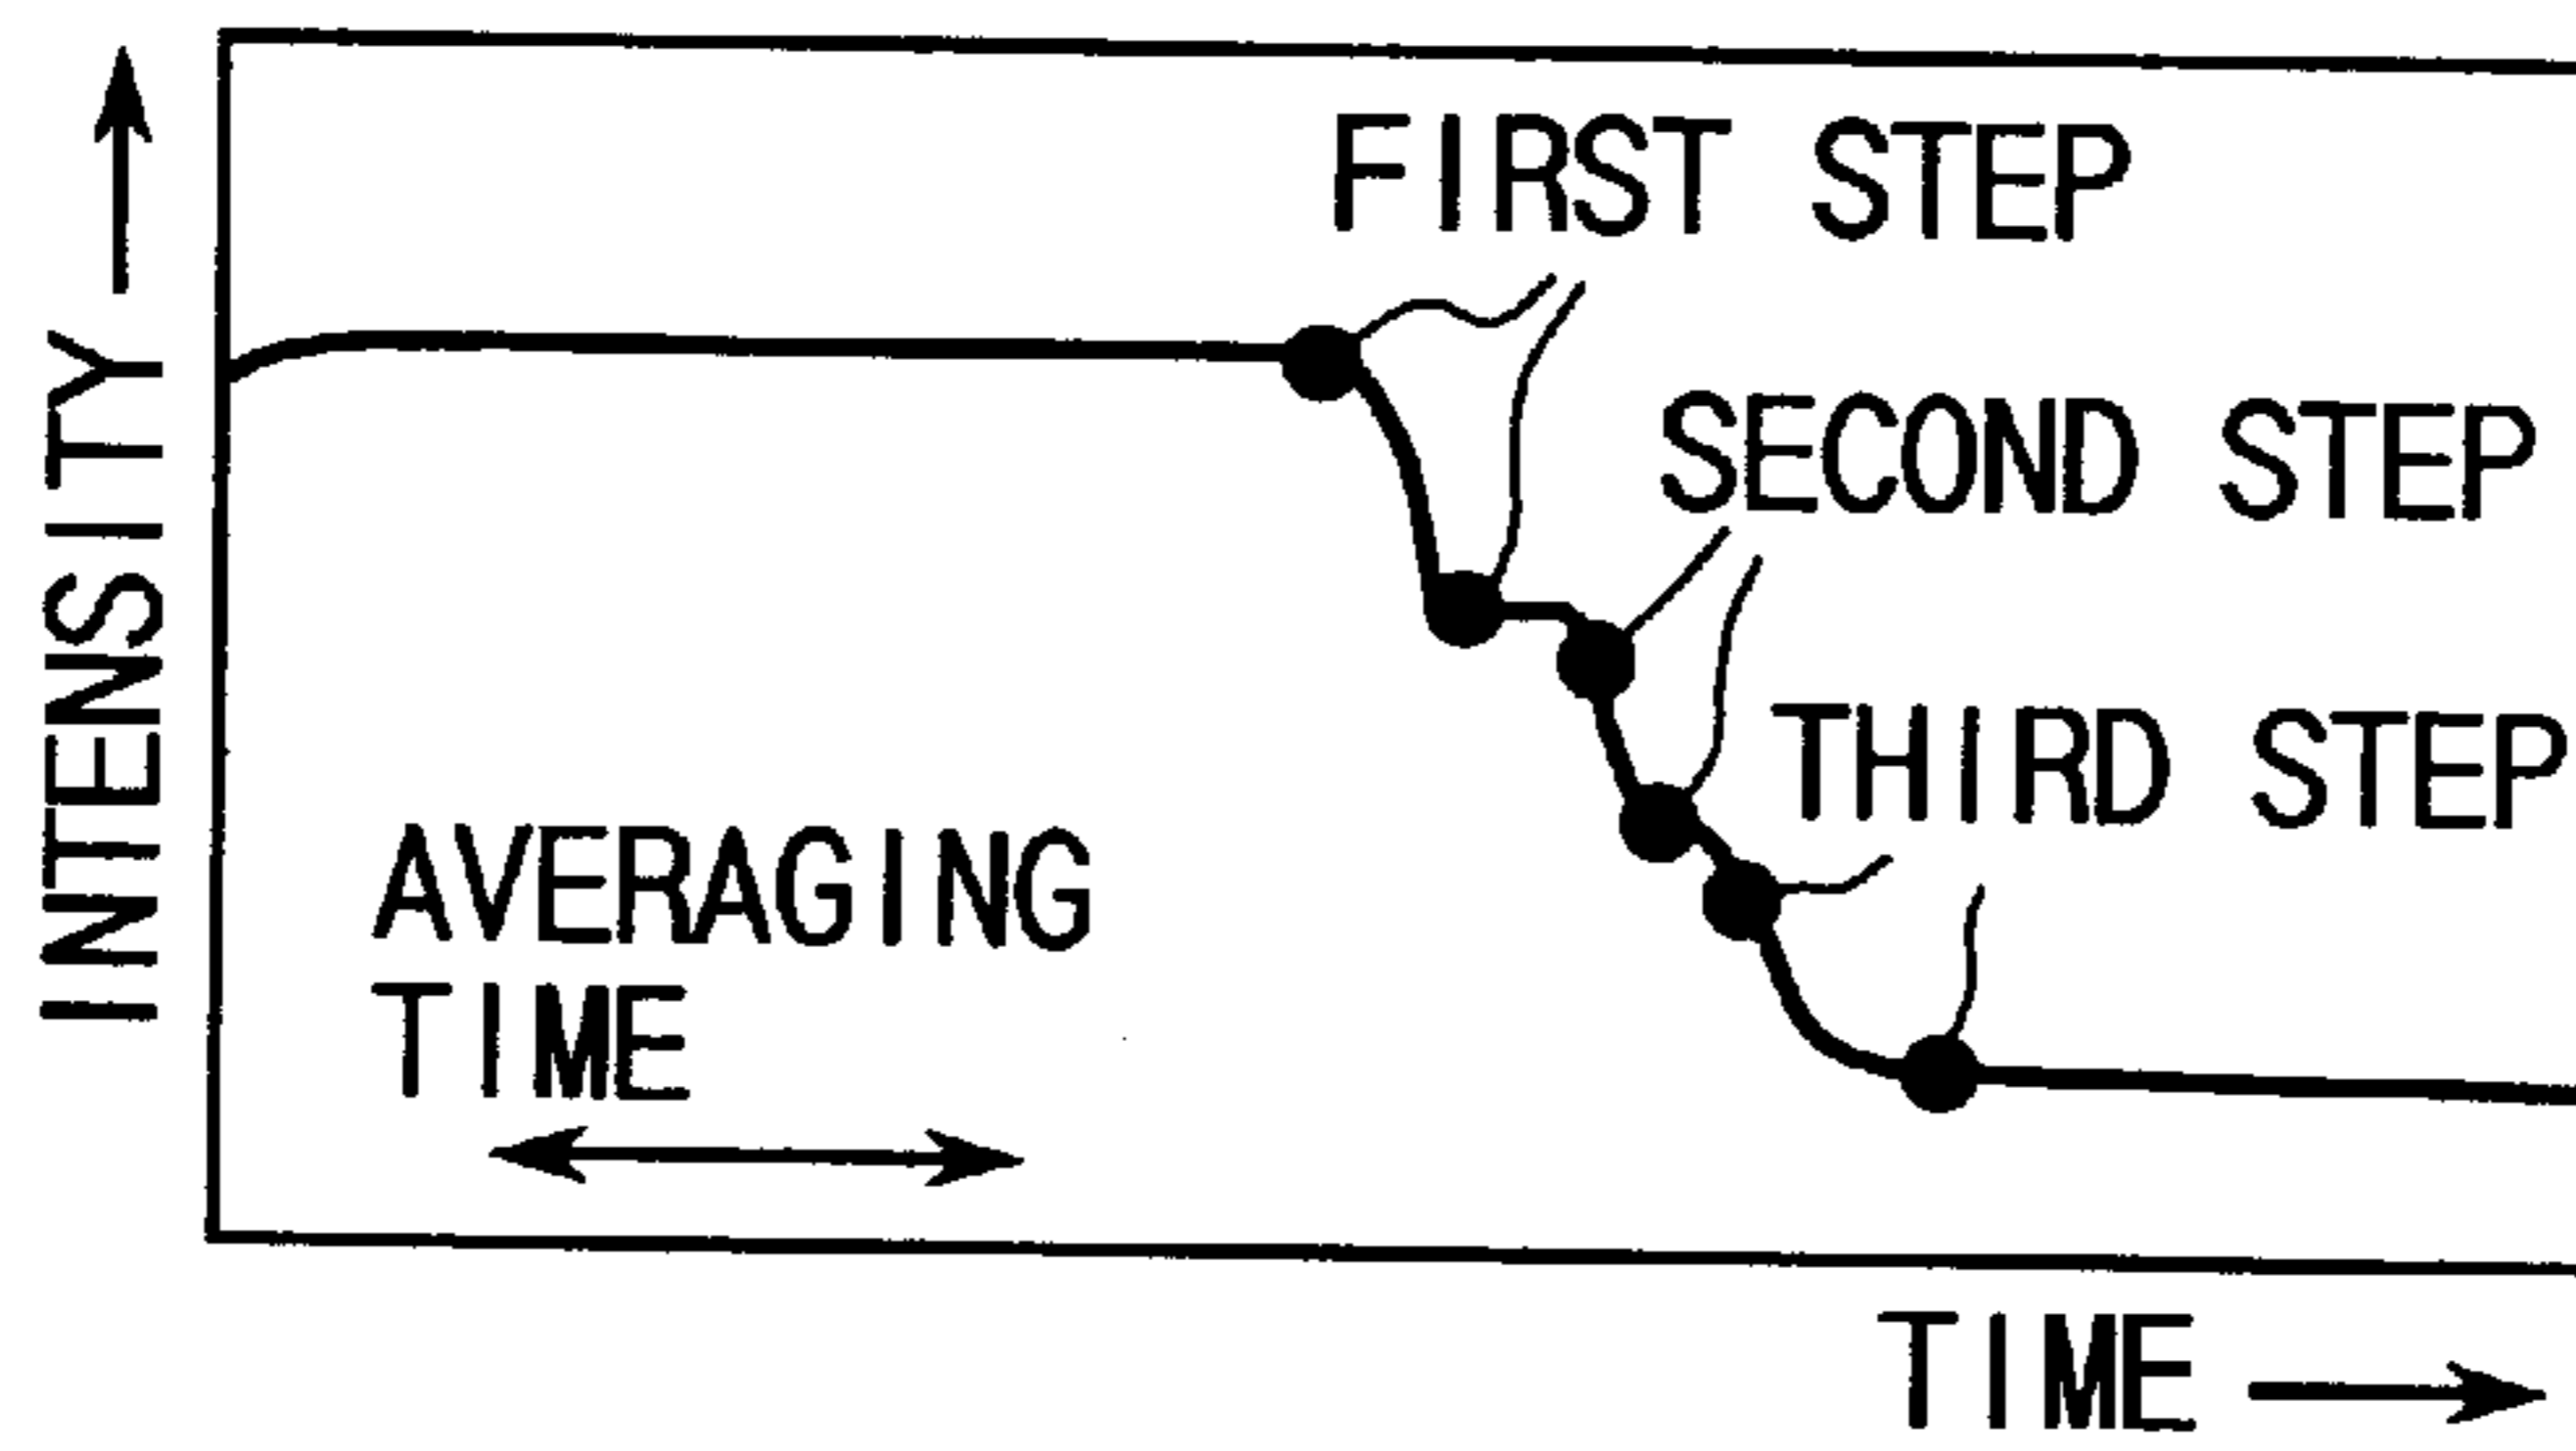 INTENSITY
FIRST STEP
SECOND STEP
THIRD STEP
AVERAGING
TIME
TIME